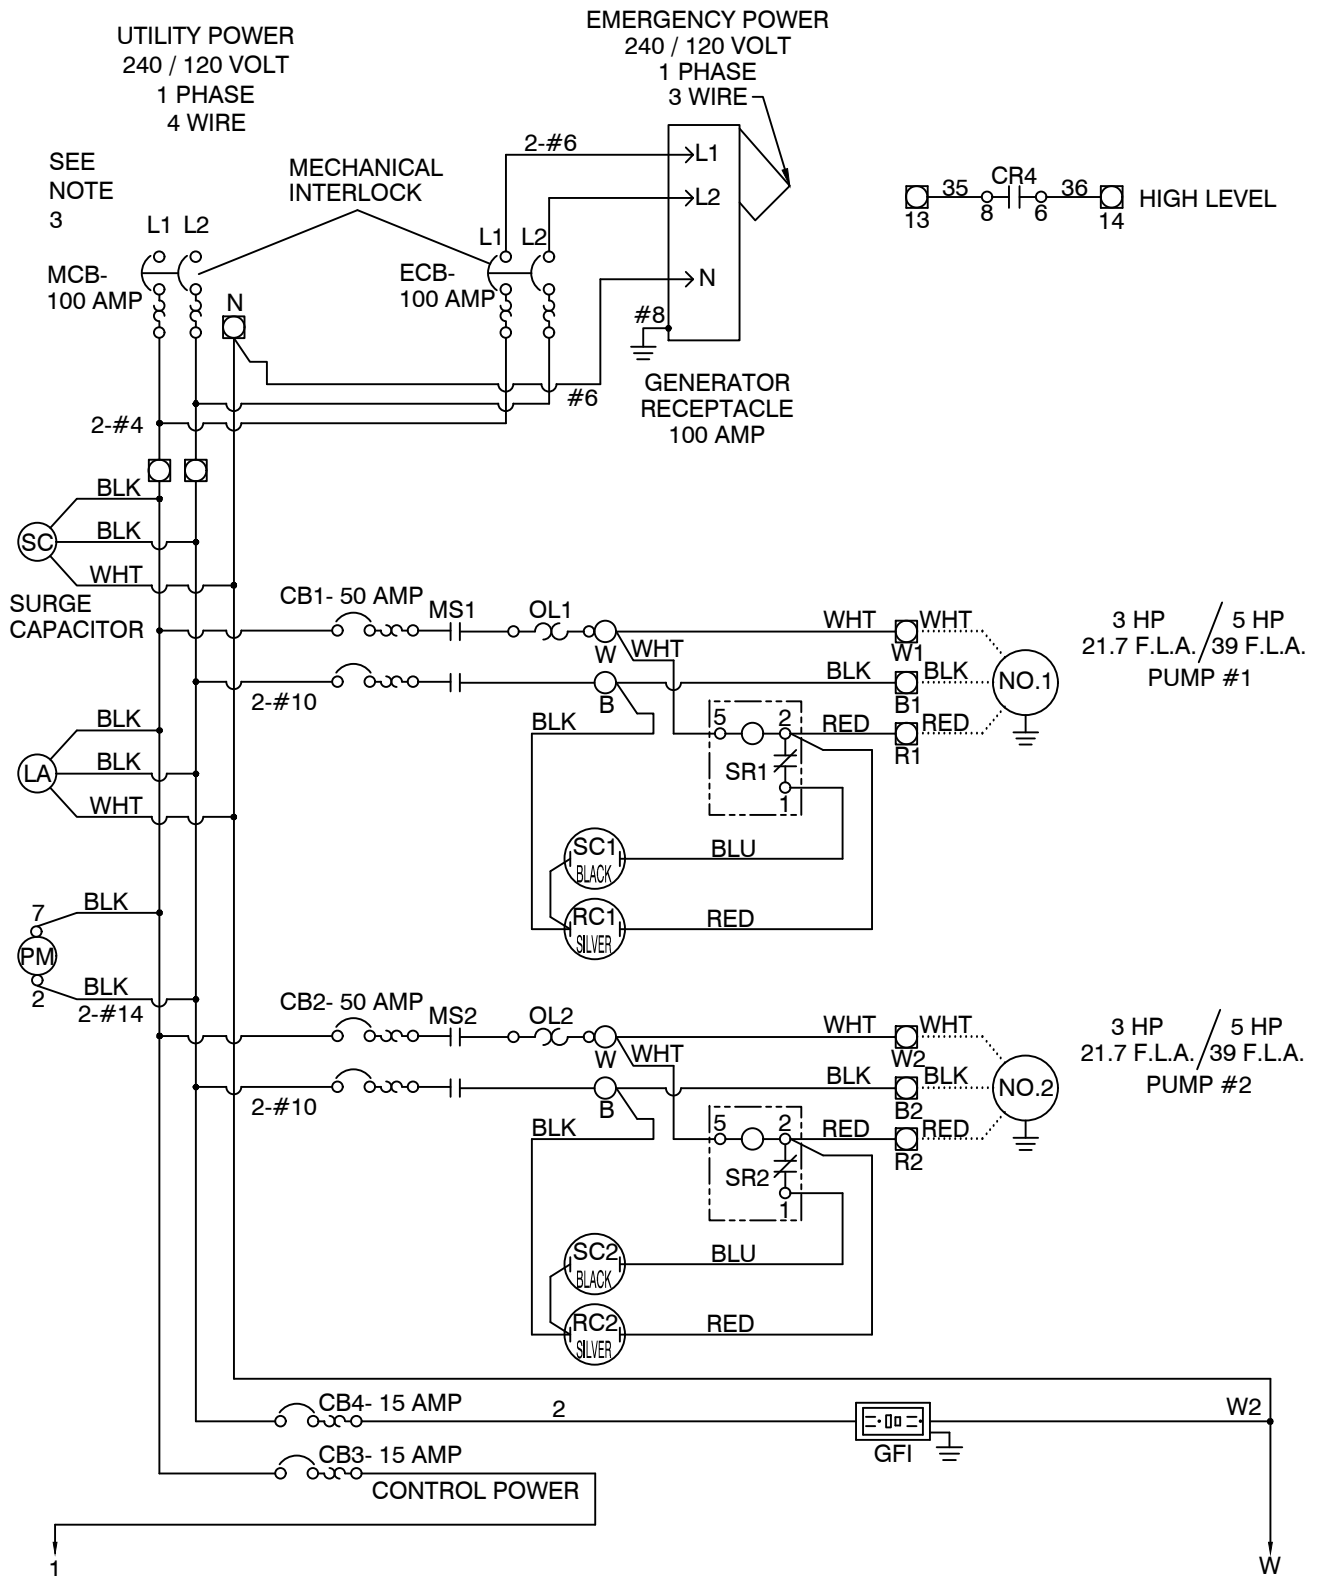 UTILITY POWER
240 / 120 VOLT
1 PHASE
4 WIRE
EMERGENCY POWER
240 / 120 VOLT
1 PHASE
3 WIRE
SEE
NOTE
3
MECHANICAL
INTERLOCK
2-#6
L1
L2
N
#8
L1 L2
MCB-
100 AMP
N
L1 L2
ECB-
100 AMP
35 CR4 36
13 8 6 14
HIGH LEVEL
#6
GENERATOR
RECEPTACLE
100 AMP
2-#4
BLK
SC BLK
WHT
SURGE
CAPACITOR
CB1- 50 AMP MS1 OL1
W WHT
WHT W1 WHT
2-#10
B
BLK B1 BLK
NO.1
3 HP / 5 HP
21.7 F.L.A. / 39 F.L.A.
PUMP #1
BLK
5 2
RED R1 RED
SR1
1
BLK
LA BLK
WHT
SC1
BLACK
BLU
RC1
SILVER
RED
7 BLK
PM
2 BLK
2-#14
CB2- 50 AMP MS2 OL2
W WHT
WHT W2 WHT
2-#10
B
BLK B2 BLK
NO.2
3 HP / 5 HP
21.7 F.L.A. / 39 F.L.A.
PUMP #2
BLK
5 2
RED R2 RED
SR2
1
SC2
BLACK
BLU
RC2
SILVER
RED
CB4- 15 AMP 2
GFI
W2
CB3- 15 AMP
CONTROL POWER
1
W